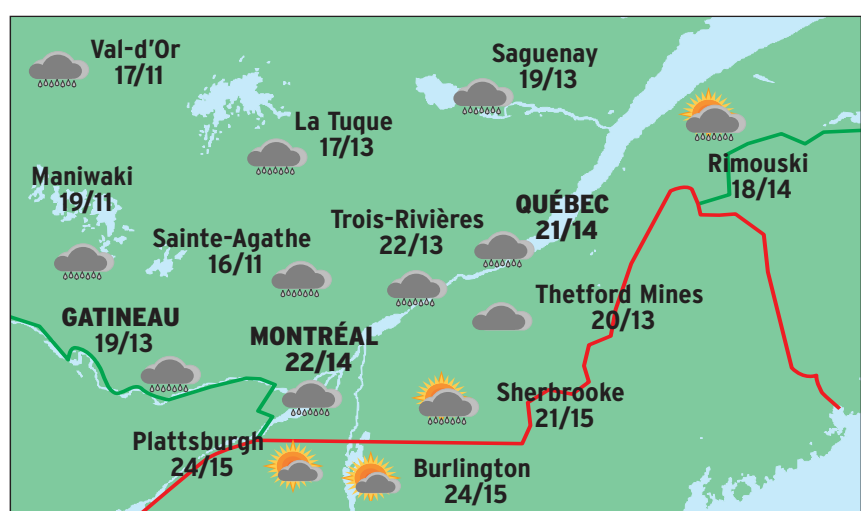 Val-d'Or
17/11
Saguenay
19/13
La Tuque
17/13
Rimouski
18/14
Maniwaki
19/11
QUÉBEC
21/14
Trois-Rivières
22/13
Sainte-Agathe
16/11
Thetford Mines
20/13
GATINEAU
19/13
MONTRÉAL
22/14
Sherbrooke
21/15
Plattsburgh
24/15
Burlington
24/15